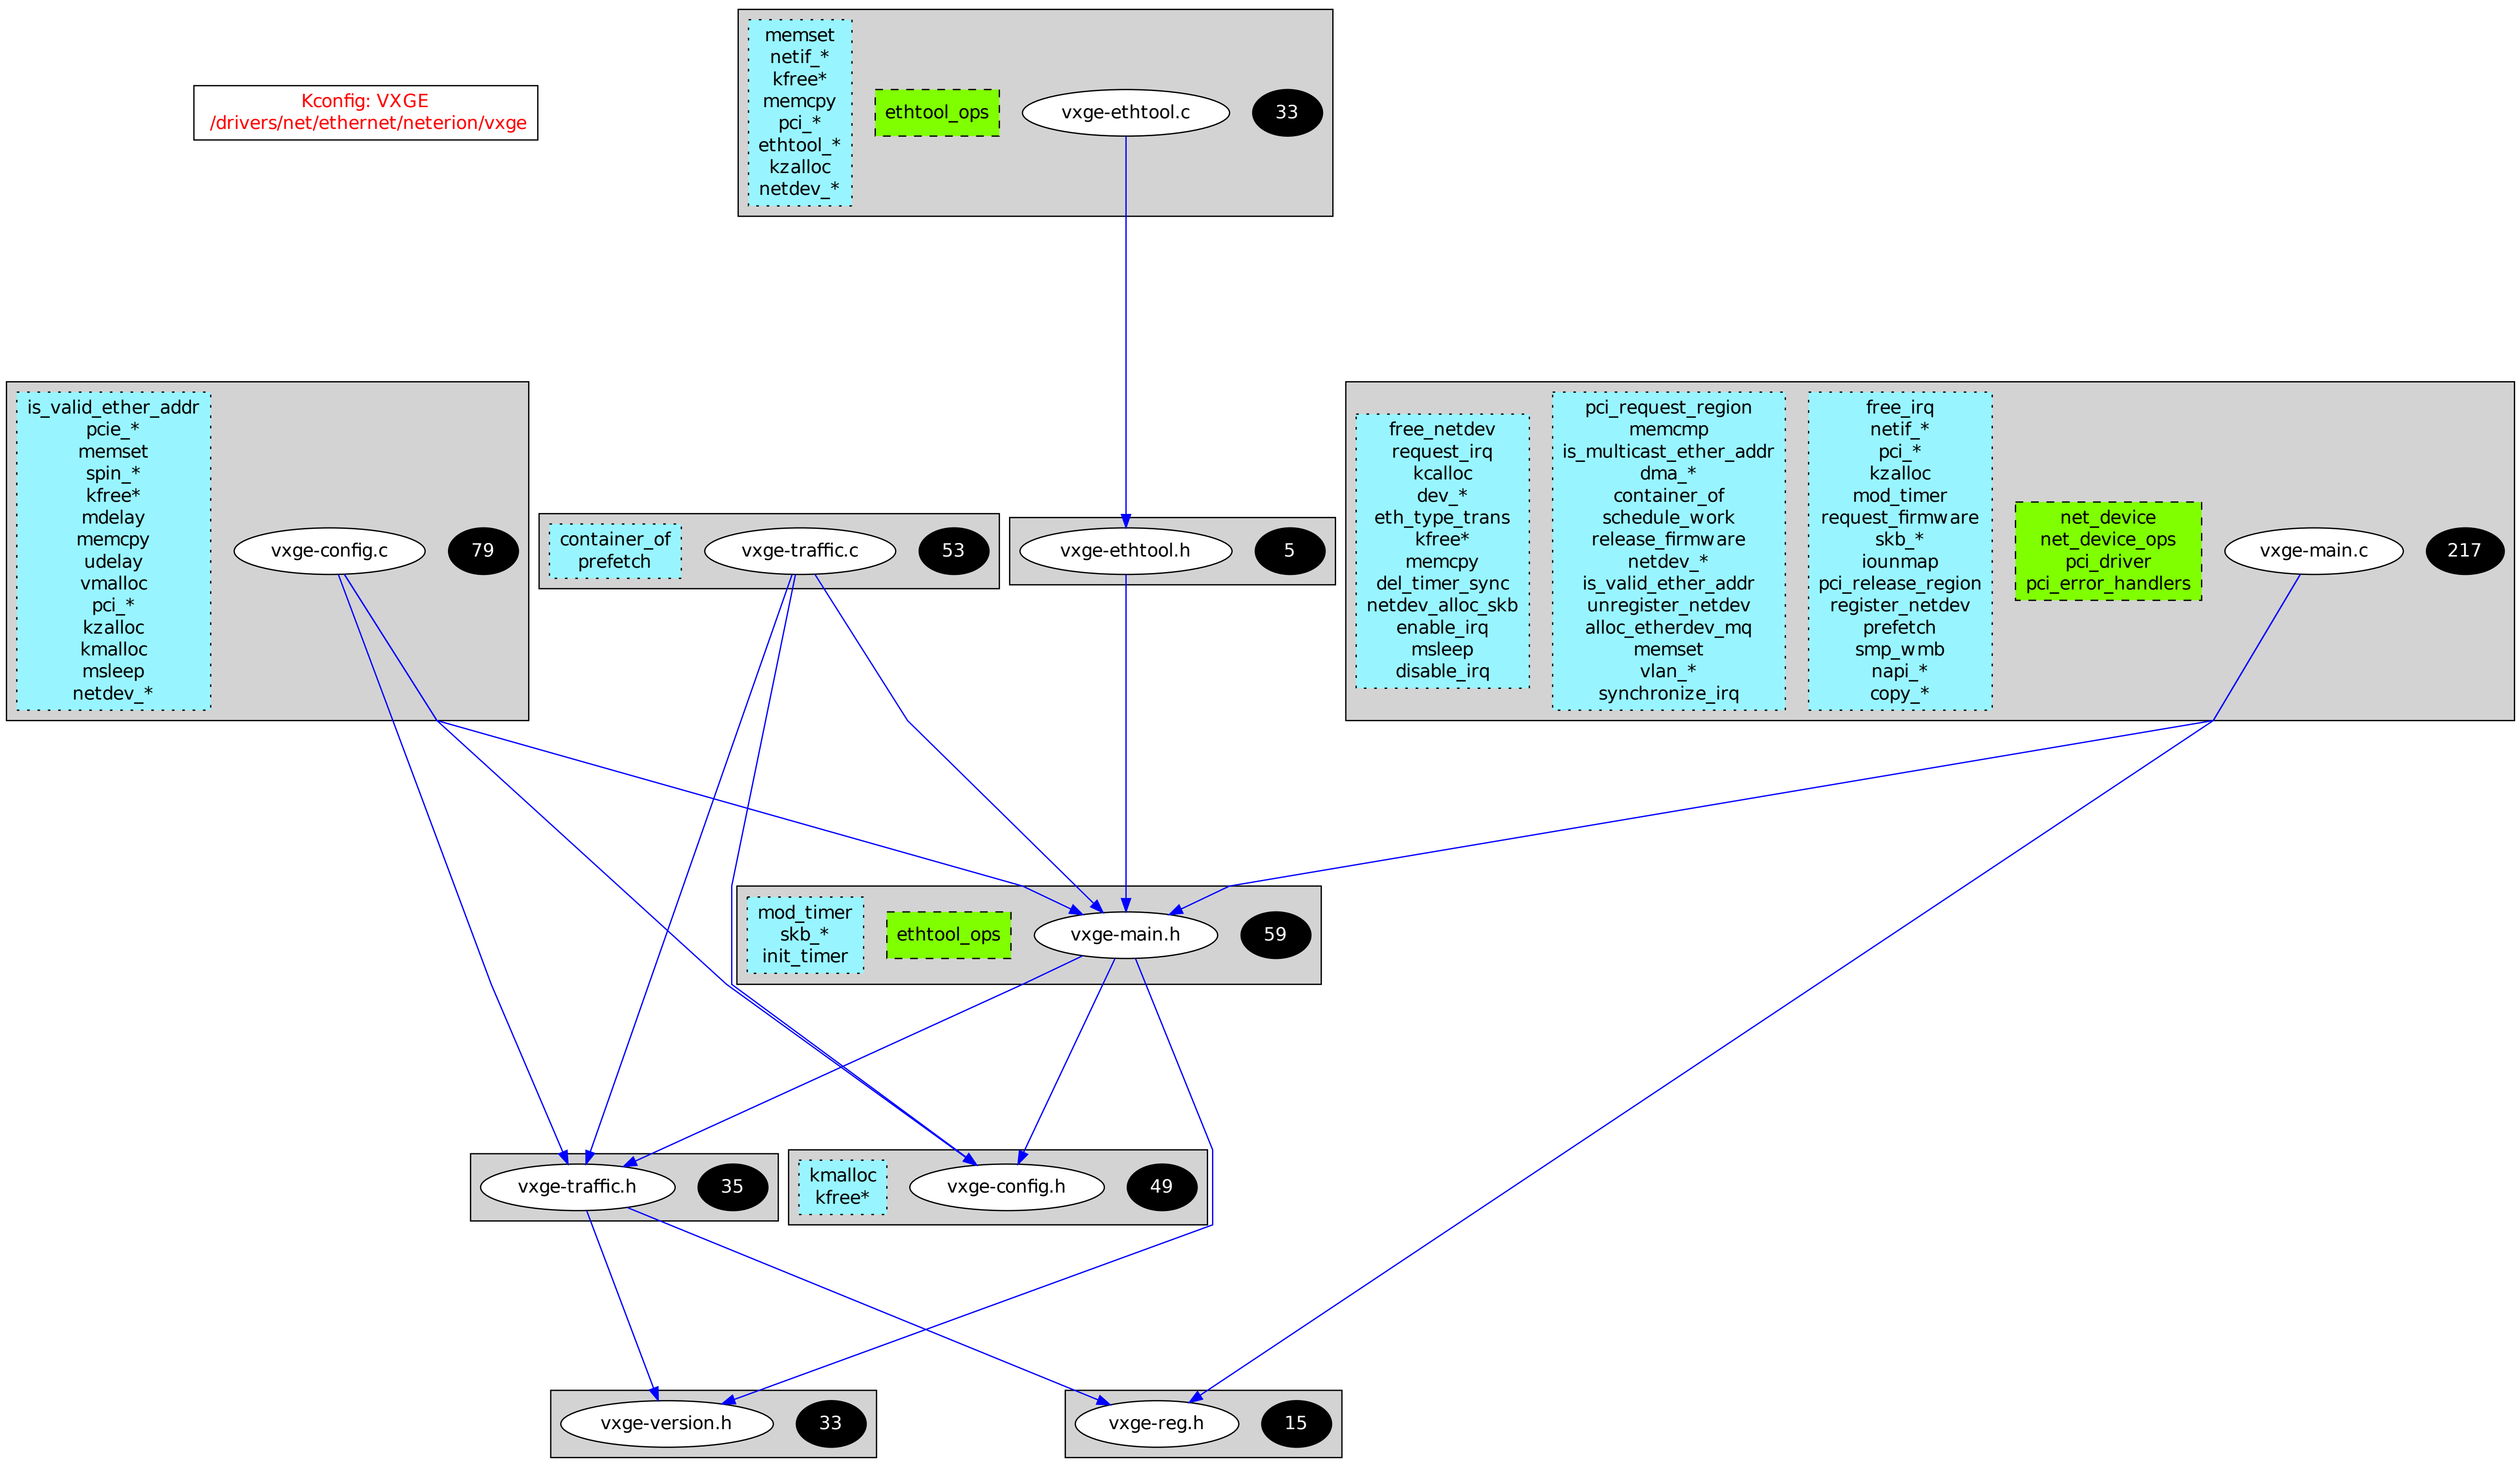 Kconfig: VXGE
/drivers/net/ethernet/neterion/vxge
memset
netif_*
kfree*
memcpy
pci_*
ethtool_*
kzalloc
netdev_*
ethtool_ops
vxge-ethtool.c
33
is_valid_ether_addr
pcie_*
memset
spin_*
kfree*
mdelay
memcpy
udelay
vmalloc
pci_*
kzalloc
kmalloc
msleep
netdev_*
vxge-config.c
79
container_of
prefetch
vxge-traffic.c
53
vxge-ethtool.h
5
free_netdev
request_irq
kcalloc
dev_*
eth_type_trans
kfree*
memcpy
del_timer_sync
netdev_alloc_skb
enable_irq
msleep
disable_irq
pci_request_region
memcmp
is_multicast_ether_addr
dma_*
container_of
schedule_work
release_firmware
netdev_*
is_valid_ether_addr
unregister_netdev
alloc_etherdev_mq
memset
vlan_*
synchronize_irq
free_irq
netif_*
pci_*
kzalloc
mod_timer
request_firmware
skb_*
iounmap
pci_release_region
register_netdev
prefetch
smp_wmb
napi_*
copy_*
net_device
net_device_ops
pci_driver
pci_error_handlers
vxge-main.c
217
mod_timer
skb_*
init_timer
ethtool_ops
vxge-main.h
59
vxge-traffic.h
35
kmalloc
kfree*
vxge-config.h
49
vxge-version.h
33
vxge-reg.h
15